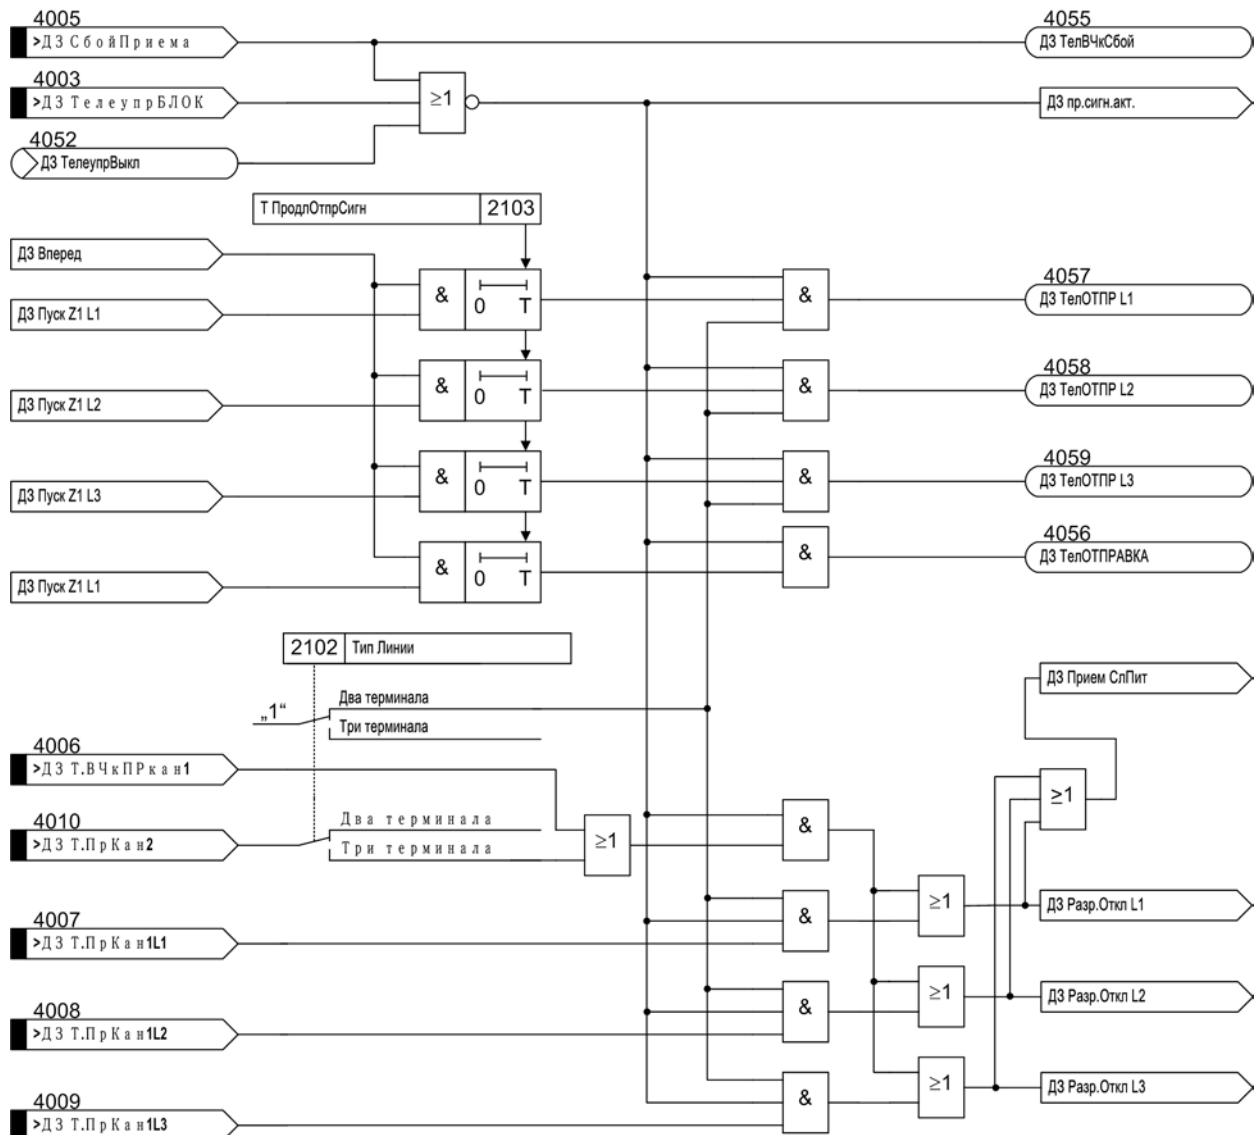 4005
>ДЗ СбойПриема
4055
ДЗ ТелВЧкСбой
4003
>ДЗ ТелеупрБЛОК
≥1
ДЗ пр.сигн.акт.
4052
ДЗ ТелеупрВыкл
Т ПродлОтпрСигн 2103
ДЗ Вперед
4057
& 0 T
&
ДЗ ТелОТПР L1
ДЗ Пуск Z1 L1
4058
& 0 T
&
ДЗ ТелОТПР L2
ДЗ Пуск Z1 L2
4059
& 0 T
&
ДЗ ТелОТПР L3
ДЗ Пуск Z1 L3
4056
& 0 T
&
ДЗ ТелОТПРАВКА
ДЗ Пуск Z1 L1
2102 Тип Линии
ДЗ Прием СлПит
Два терминала
„1“
Три терминала
4006
>ДЗ Т.ВЧкПРкан1
≥1
4010
>ДЗ Т.ПрКан2
Два терминала
Три терминала
≥1
&
4007
>ДЗ Т.ПрКан1L1
&
≥1
ДЗ Разр.Откл L1
4008
>ДЗ Т.ПрКан1L2
&
≥1
ДЗ Разр.Откл L2
4009
>ДЗ Т.ПрКан1L3
&
≥1
ДЗ Разр.Откл L3